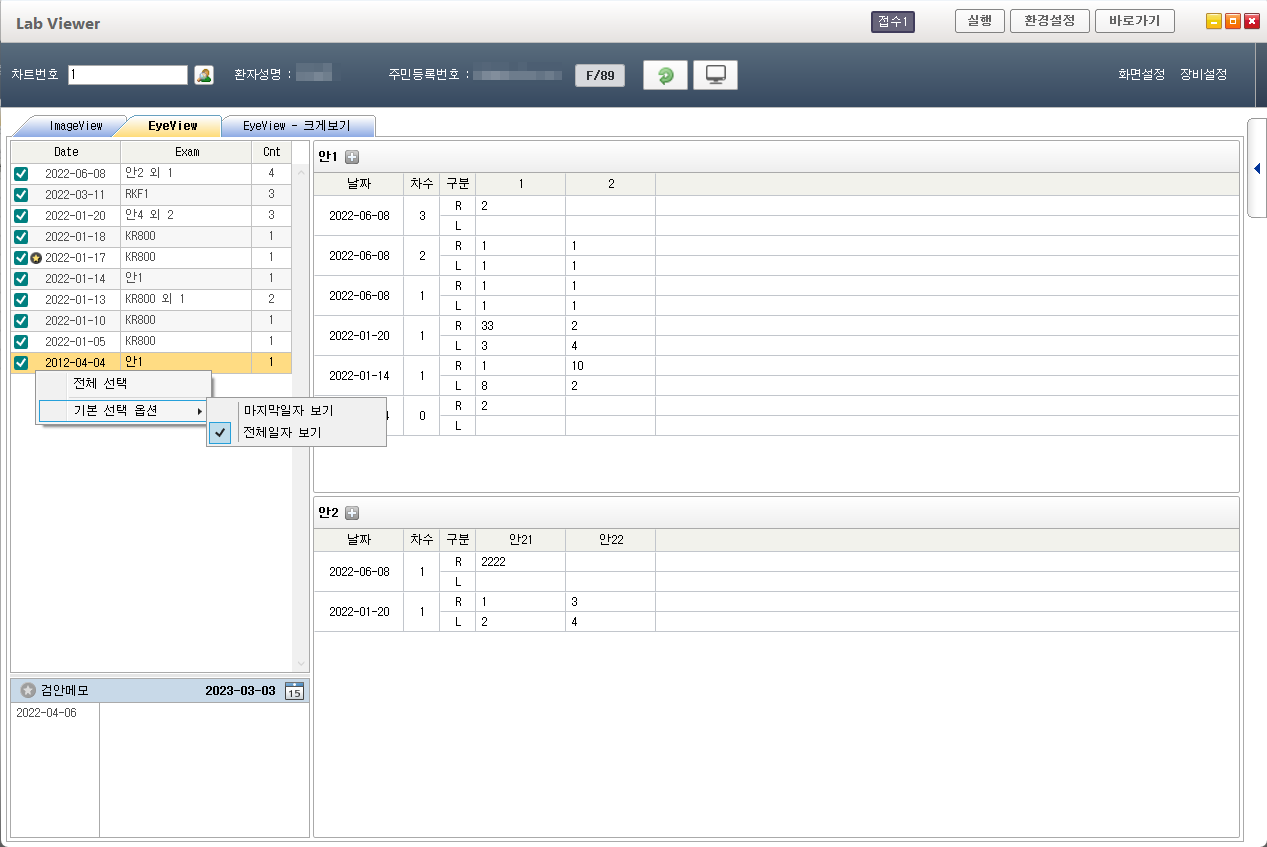 Lab Viewer 접수1 실행 환경설정 바로가기
차트번호 1 환자성명 : 주민등록번호 : F/89 화면설정 장비설정
ImageView EyeView EyeView - 크게보기
Date Exam Cnt
2022-06-08 안2 외 1 4
2022-03-11 RKF1 3
2022-01-20 안4 외 2 3
2022-01-18 KR800 1
2022-01-17 KR800 1
2022-01-14 안1 1
2022-01-13 KR800 외 1 2
2022-01-10 KR800 1
2022-01-05 KR800 1
2012-04-04 안1 1
전체 선택
기본 선택 옵션
마지막일자 보기
전체일자 보기
검안메모 2023-03-03 15
2022-04-06
안1
날짜 차수 구분 1 2
2022-06-08 3 R 2
L
2022-06-08 2 R 1 1
L 1 1
2022-06-08 1 R 1 1
L 1 1
2022-01-20 1 R 33 2
L 3 4
2022-01-14 1 R 1 10
L 8 2
4 0 R 2
L
안2
날짜 차수 구분 안21 안22
2022-06-08 1 R 2222
L
2022-01-20 1 R 1 3
L 2 4